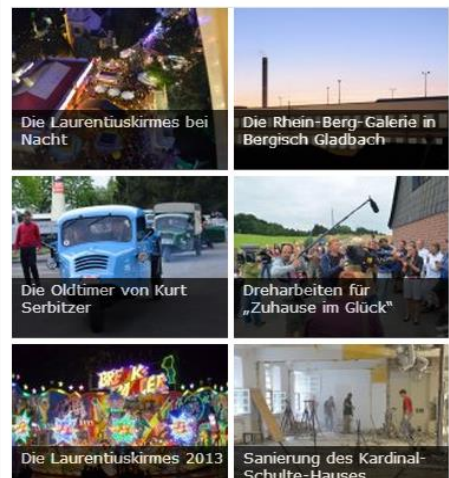 Die Laurentiuskirmes bei
Nacht
Die Rhein-Berg-Galerie in
Bergisch Gladbach
Die Oldtimer von Kurt
Serbitzer
Dreharbeiten für
„Zuhause im Glück“
BREAK
Die Laurentiuskirmes 2013
Sanierung des Kardinal-
Schulte-Hauses